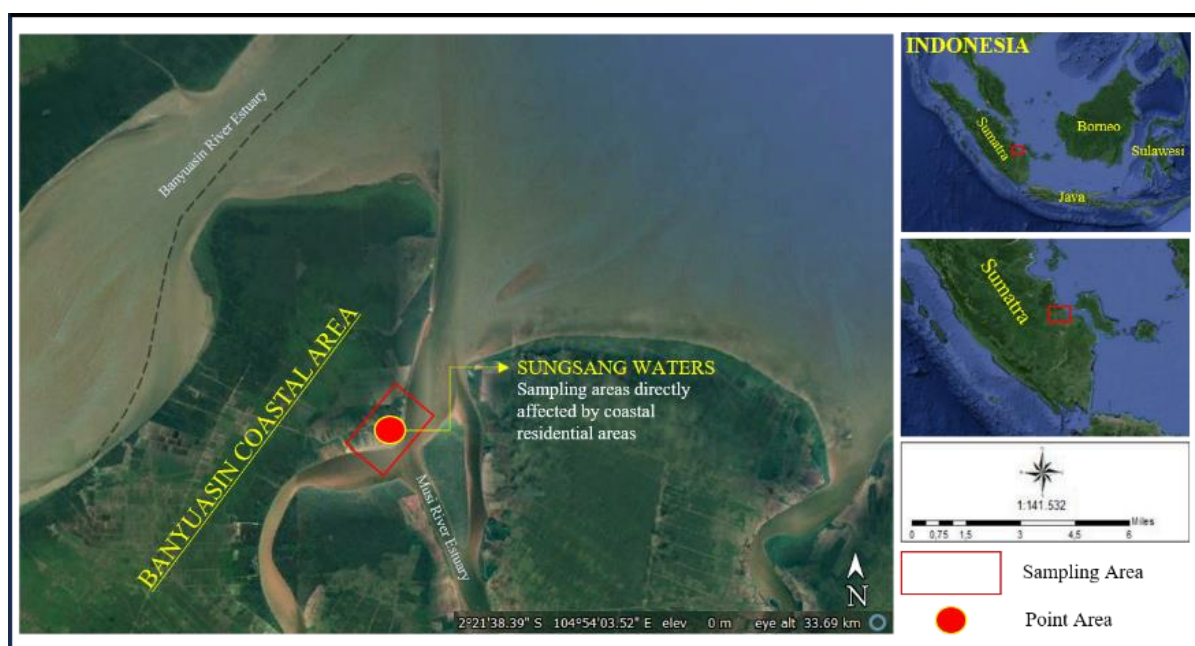 Banyuasin River Estuary
BANYUASIN COASTAL AREA
SUNGSANG WATERS
Sampling areas directly
affected by coastal
residential areas
Musi River Estuary
N
2°21'38.39" S 104°54'03.52" E elev 0 m eye alt 33.69 km
INDONESIA
Sumatra
Borneo
Sulawesi
Java
Sumatra
1:141.532
Miles
0 0,75 1,5 3 4,5 6
Sampling Area
Point Area